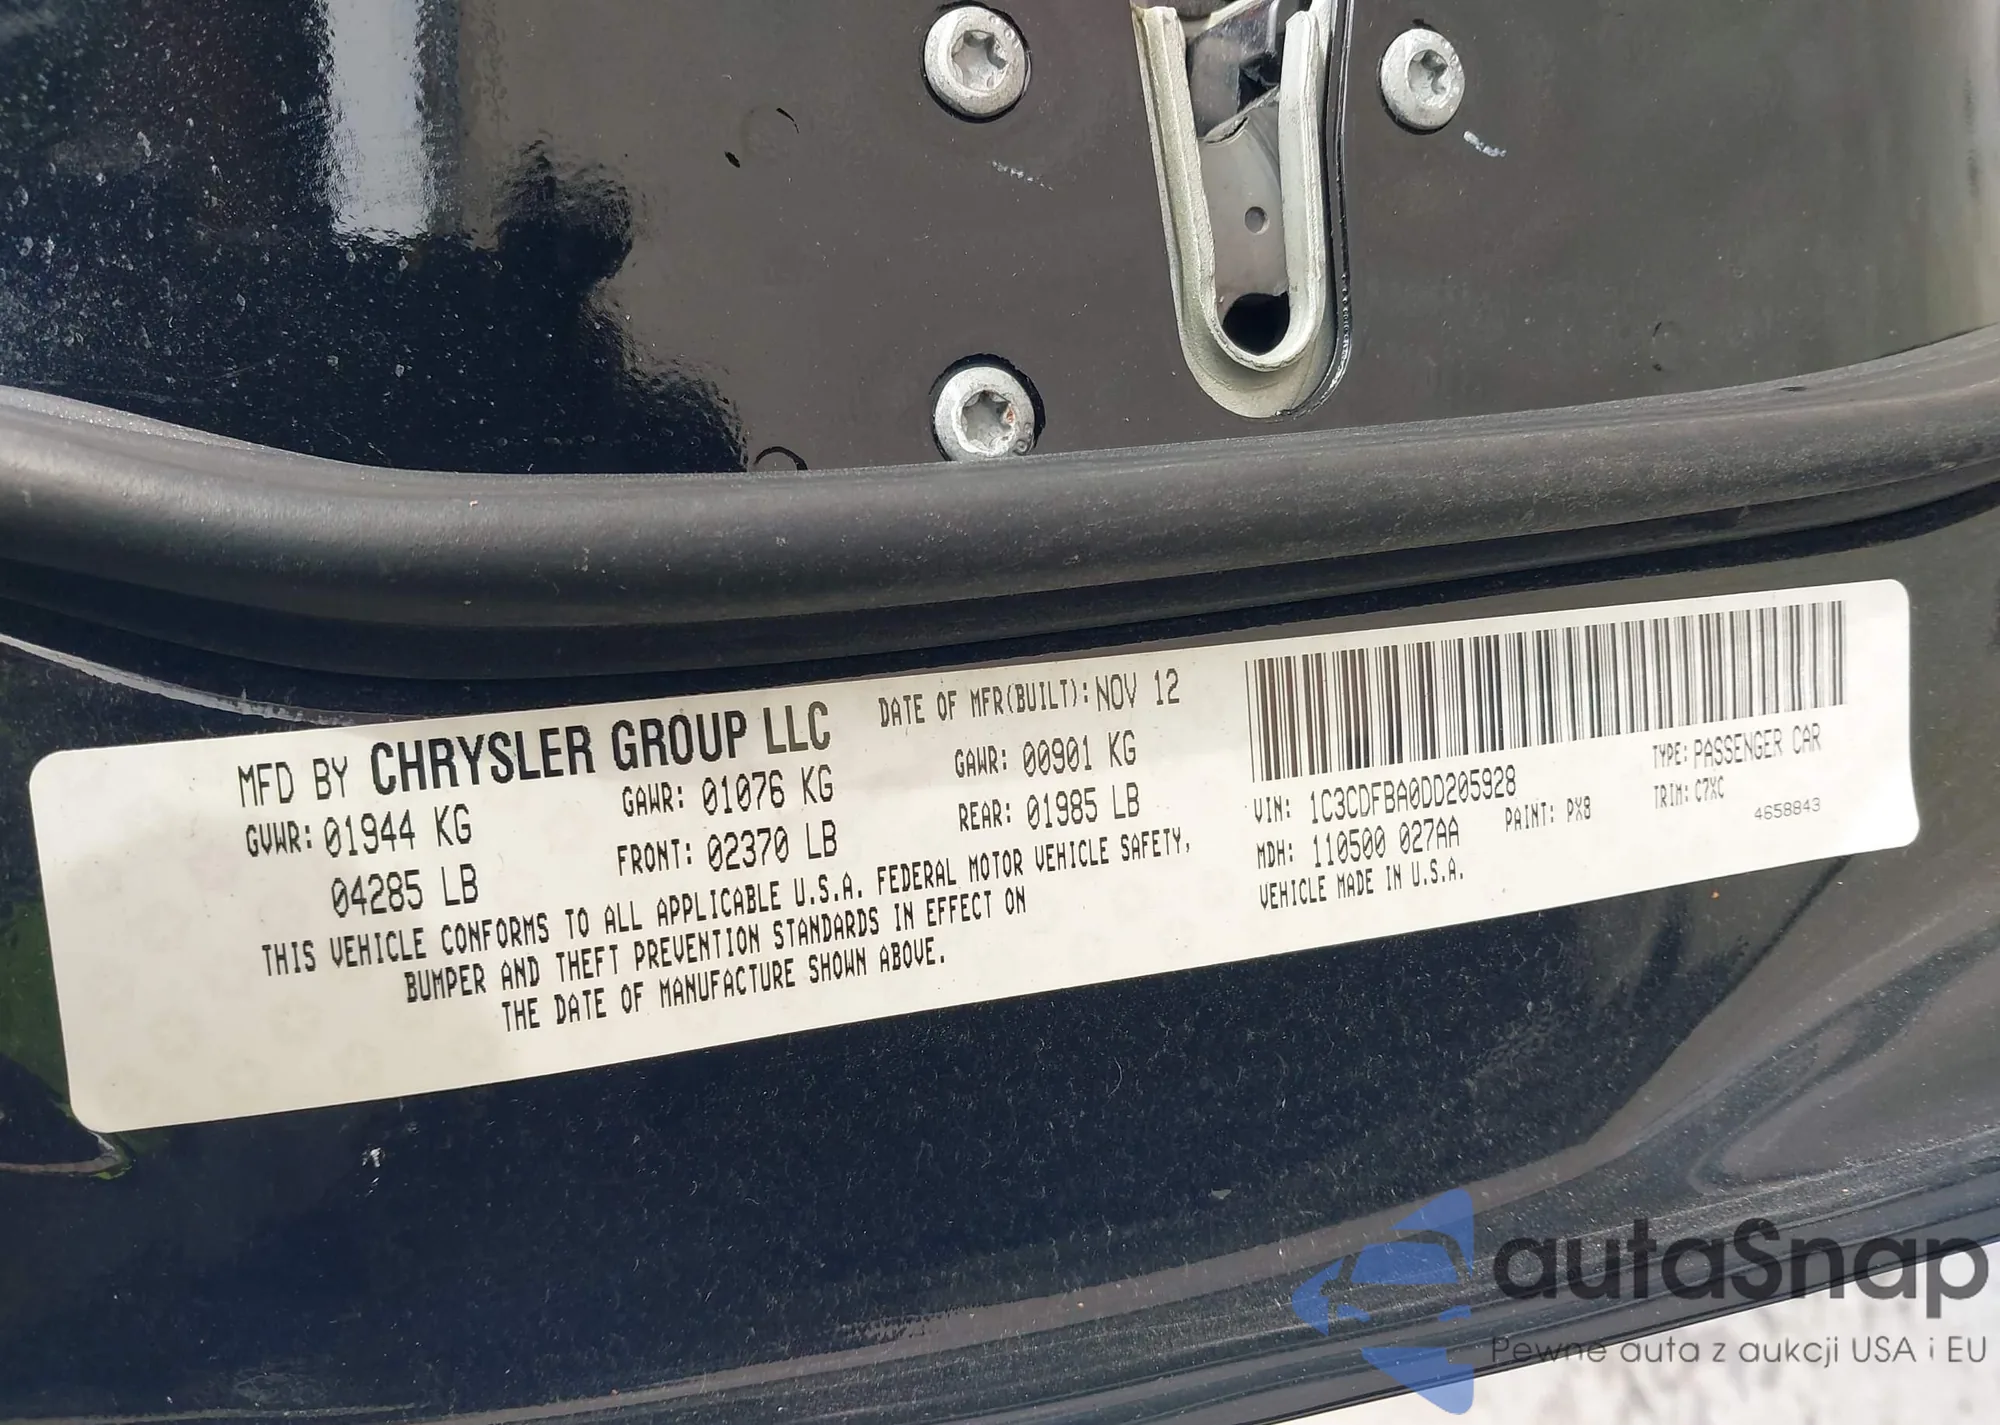 MFD BY CHRYSLER GROUP LLC
DATE OF MFR(BUILT): NOV 12
GVWR: 01944 KG
04285 LB
GAWR: 01076 KG
FRONT: 02370 LB
GAWR: 00901 KG
REAR: 01985 LB
THIS VEHICLE CONFORMS TO ALL APPLICABLE U.S.A. FEDERAL MOTOR VEHICLE SAFETY,
BUMPER AND THEFT PREVENTION STANDARDS IN EFFECT ON
THE DATE OF MANUFACTURE SHOWN ABOVE.
VIN: 1C3CDFBA0DD205928
TYPE: PASSENGER CAR
MDH: 110500 027AA
PAINT: PX8
TRIM: C7XC
VEHICLE MADE IN U.S.A.
4658843
autaSnap
Pewne auta z aukcji USA i EU